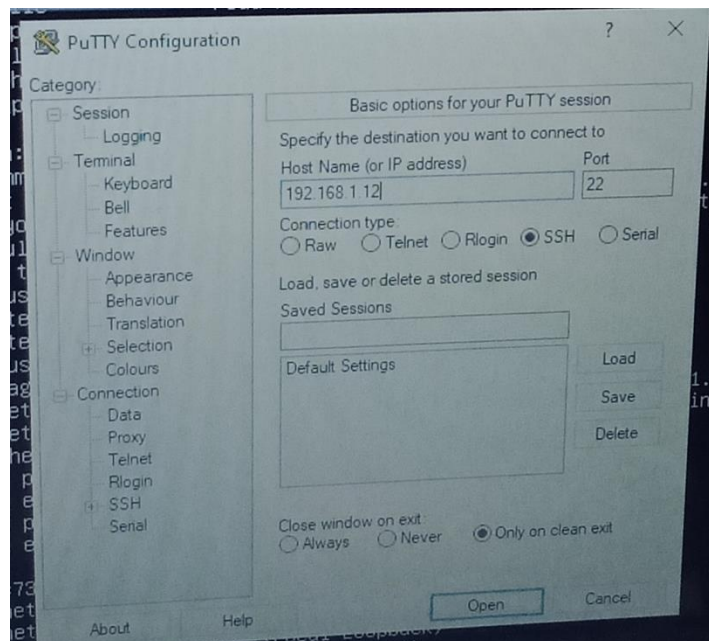 PuTTY Configuration
?
Category:
Session
Logging
Terminal
Keyboard
Bell
Features
Window
Appearance
Behaviour
Translation
Selection
Colours
Connection
Data
Proxy
Telnet
Rlogin
SSH
Serial
Basic options for your PuTTY session
Specify the destination you want to connect to
Host Name (or IP address) Port
192.168.1.12 22
Connection type:
Raw Telnet Rlogin SSH Serial
Load, save or delete a stored session
Saved Sessions
Default Settings
Load
Save
Delete
Close window on exit:
Always Never Only on clean exit
About Help Open Cancel